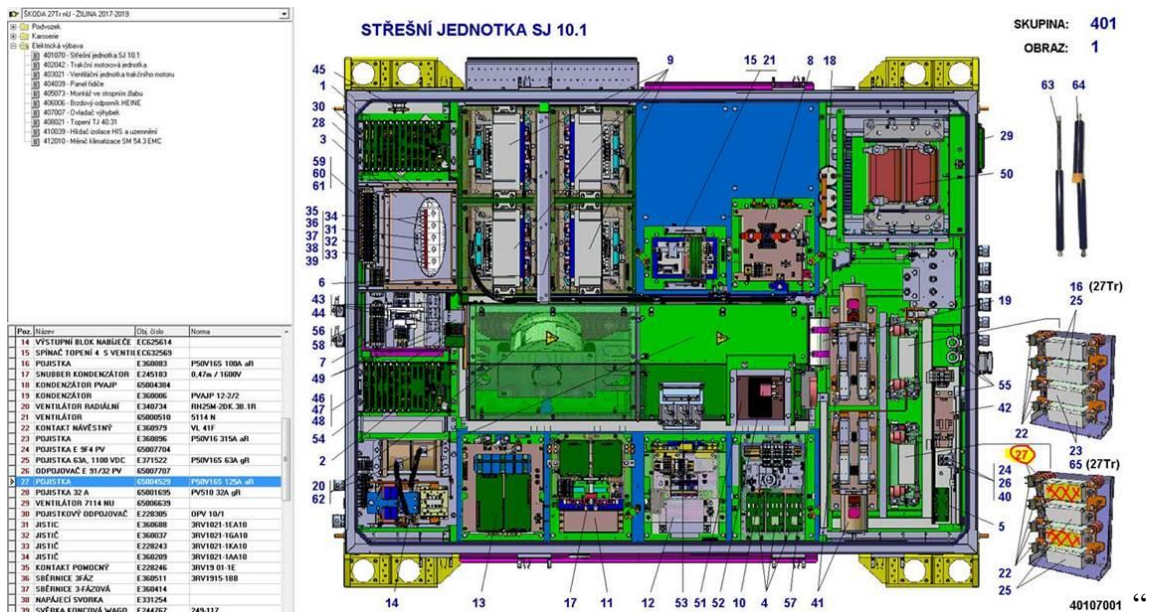 ŠKODA 27Tr nU - ŽILINA 2017-2019
Podvozek
Karoserie
Elektrická výbava
401070 - Střešní jednotka SJ 10.1
402042 - Trakční motorová jednotka
403021 - Ventilační jednotka trakčního motoru
404039 - Panel řidiče
405073 - Montáž ve stropním žlabu
406006 - Brzdový odporník HEINE
407007 - Ovladač výhybek
408021 - Topení TJ 40.31
410039 - Hlídač izolace HIS a uzemnění
412010 - Měnič klimatizace SM 54.3 EMC
STŘEŠNÍ JEDNOTKA SJ 10.1
SKUPINA: 401
OBRAZ: 1
9 15 21 8 18
63 64
45
1
30
28
3
59
60
61
35 34
36 31
37 32
38 33
39
6
43
44
56
58
7
49
46
47
48
54
2
20
62
29
50
19
16 (27Tr)
25
55
42
22
23
65 (27Tr)
27
24
26
40
5
22
25
14 13 17 11 12 53 51 52 10 4 57 41
40107001
“
Poz. Název Obj. číslo Norma
14 VÝSTUPNÍ BLOK NABÍJEČE EC625614
15 SPÍNAČ TOPENÍ 4 S VENTIL EC632569
16 POJISTKA E360083 P50V16S 100A aR
17 SNUBBER KONDENZÁTOR E245183 0,47m / 1600V
18 KONDENZÁTOR PVAJP 65004384
19 KONDENZÁTOR E360006 PVAJP 12-2/2
20 VENTILÁTOR RADIÁLNÍ E340734 RH25M-2DK.3B.1R
21 VENTILÁTOR 65000510 5114 N
22 KONTAKT NÁVĚSTNÝ E360979 VL 41F
23 POJISTKA E360096 P50V16 315A aR
24 POJISTKA E 9F4 PV 65007704
25 POJISTKA 63A, 1100 VDC E371522 P50V16S 63A gR
26 ODPOJOVAČ E 91/32 PV 65007707
27 POJISTKA 65004529 P50V16S 125A aR
28 POJISTKA 32 A 65001695 PV510 32A gR
29 VENTILÁTOR 7114 NU 65006639
30 POJISTKOVÝ ODPOJOVAČ E228305 OPV 10/1
31 JISTIC E360688 3RV1021-1EA10
32 JISTIČ E360037 3RV1021-1GA10
33 JISTIČ E228243 3RV1021-1KA10
34 JISTIČ E360209 3RV1021-1AA10
35 KONTAKT POMOCNÝ E228246 3RV19 01-1E
36 SBĚRNICE 3FÁZ E360511 3RV1915-1BB
37 SBĚRNICE 3-FÁZOVÁ E360414
38 NAPÁJECÍ SVORKA E331254
39 SVĚRKA KONCOVÁ WAGO E244767 249-117